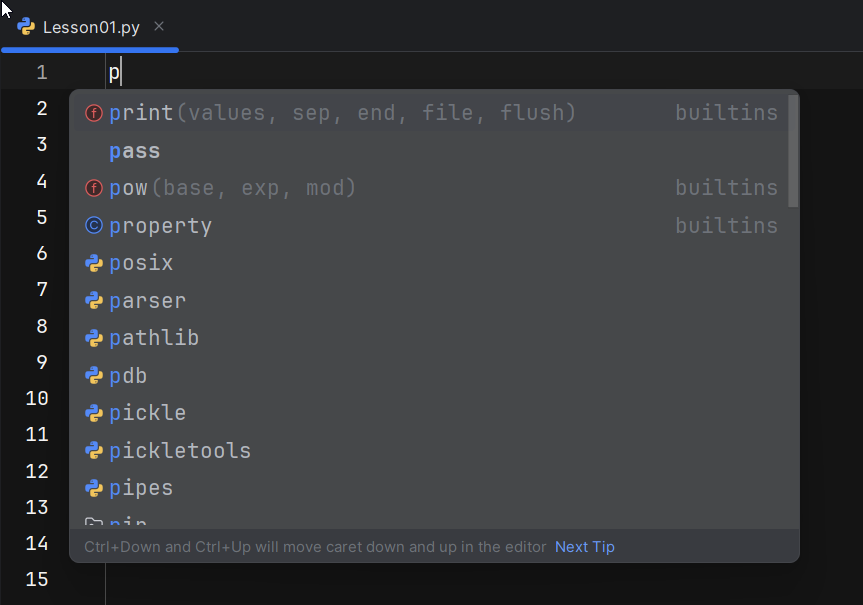 Lesson01.py
1 p
print(values, sep, end, file, flush) builtins
2
pass
3
pow(base, exp, mod) builtins
4
property builtins
5
posix
6
parser
7
pathlib
8
pdb
9
pickle
10
pickletools
11
pipes
12
13
14
Ctrl+Down and Ctrl+Up will move caret down and up in the editor Next Tip
15